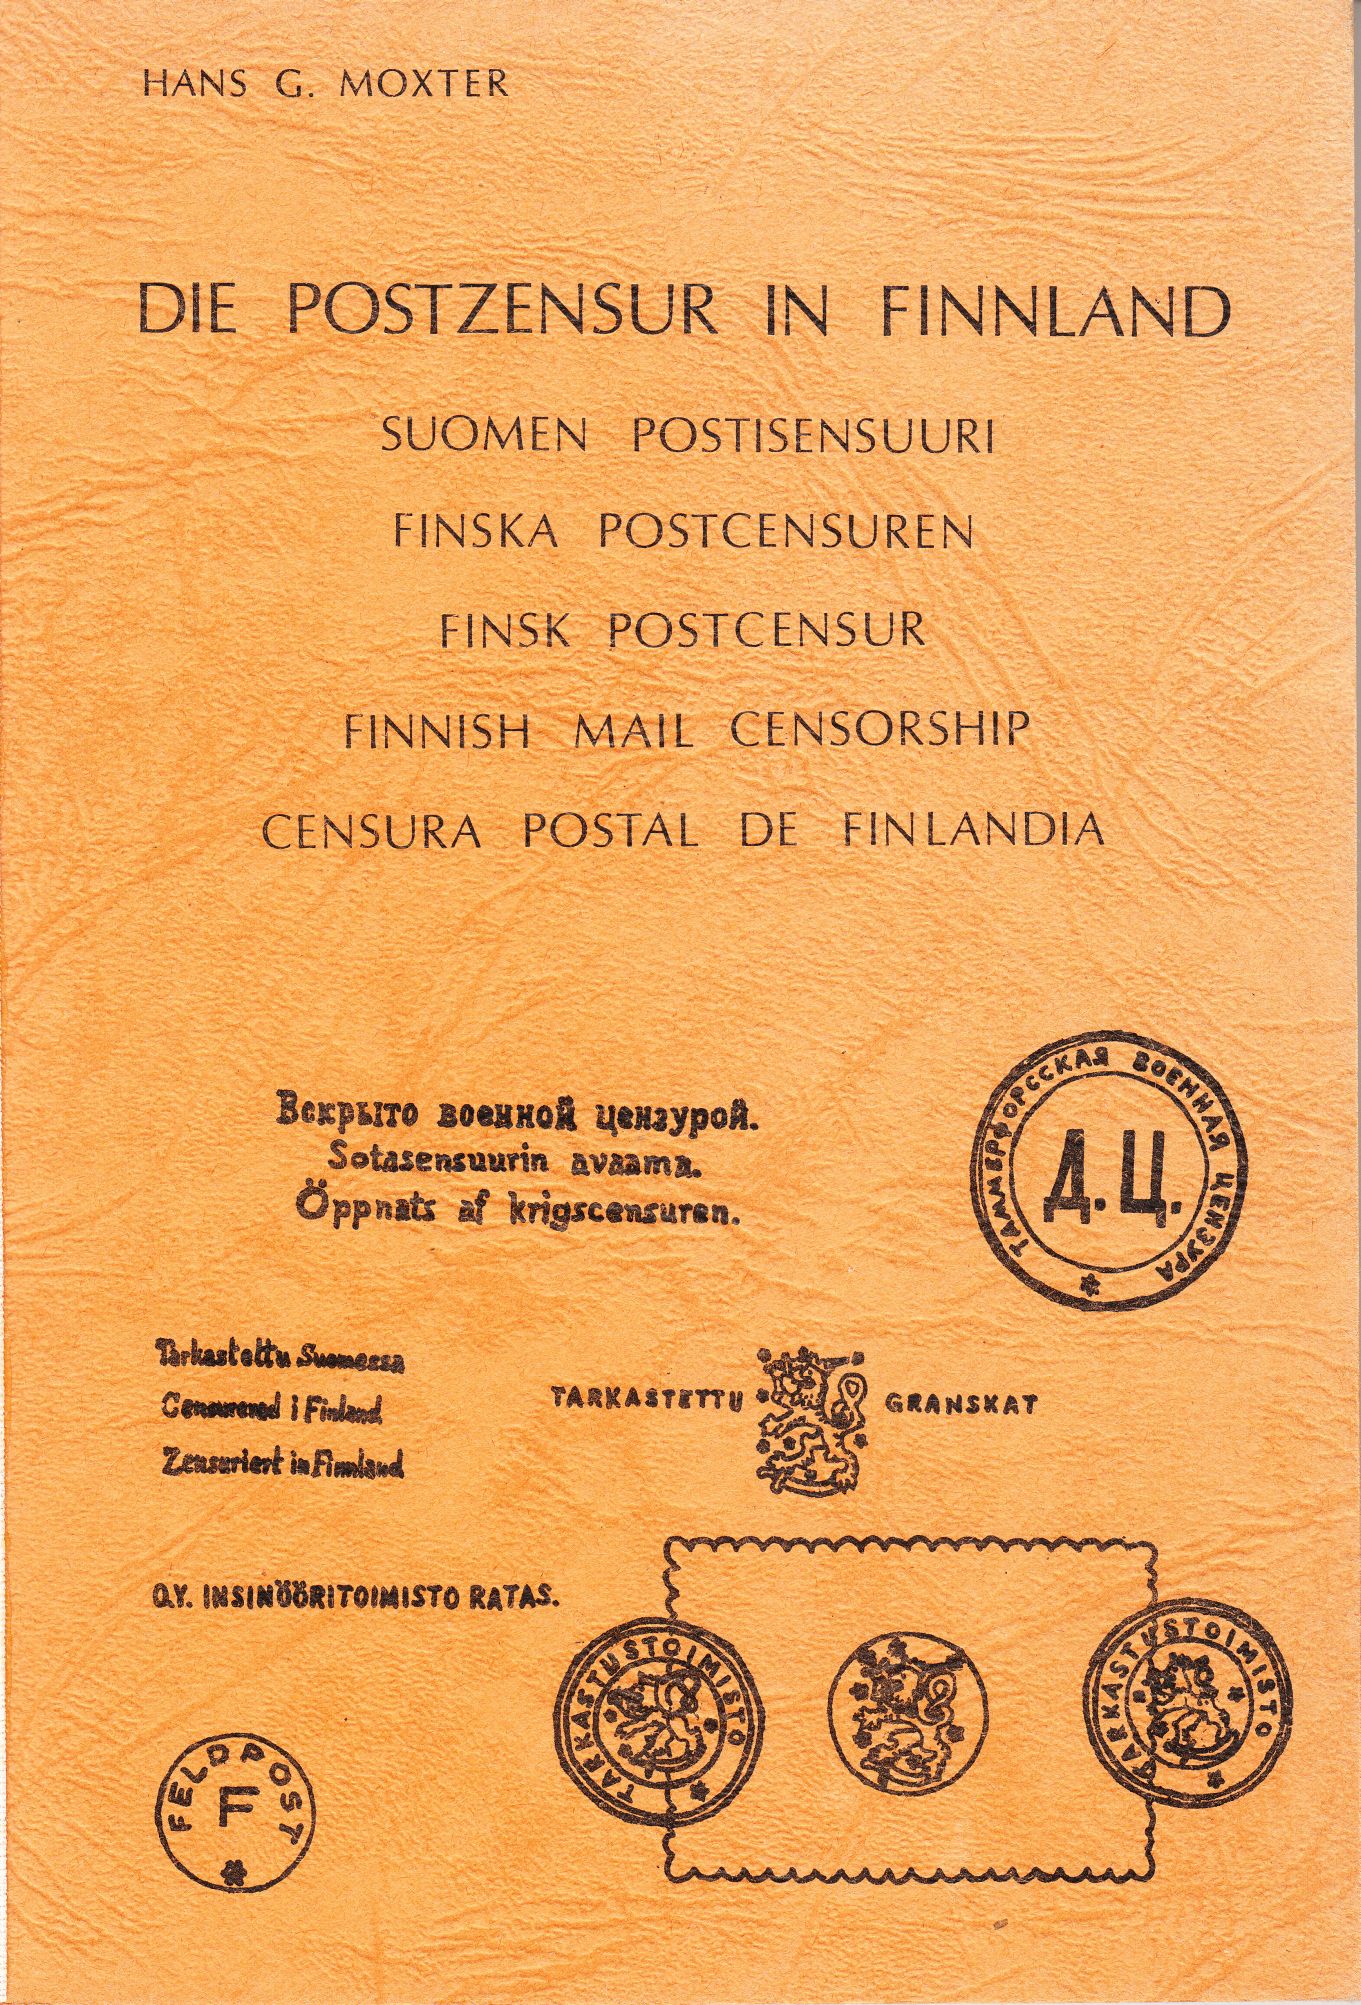 HANS G. MOXTER
DIE POSTZENSUR IN FINNLAND
SUOMEN POSTISENSUURI
FINSKA POSTCENSUREN
FINSK POSTCENSUR
FINNISH MAIL CENSORSHIP
CENSURA POSTAL DE FINLANDIA
Вскрыто военной цензурой.
Sotasensuurin avaama.
Öppnats af krigscensuren.
ТАММЕРФОРССКАЯ ВОЕННАЯ ЦЕНЗУРА
Д.Ц.
Tarkastettu Suomessa
Censurerad i Finland
Zensuriert in Finnland
TARKASTETTU GRANSKAT
O.Y. INSINÖÖRITOIMISTO RATAS.
TARKASTUSTOIMISTO
TARKASTUSTOIMISTO
FELDPOST
F